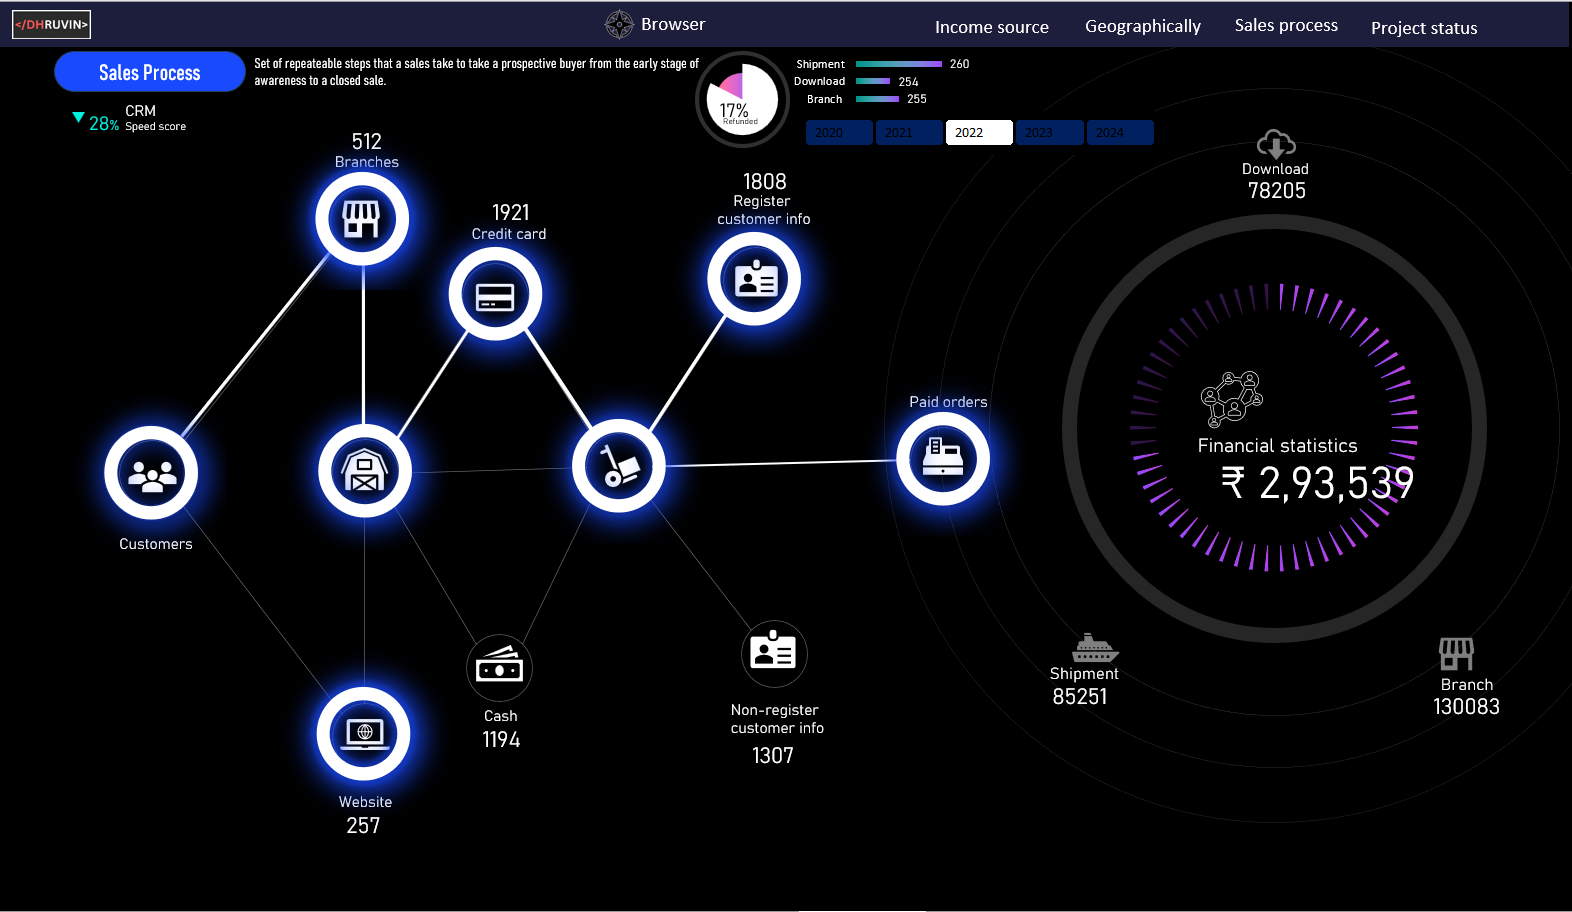 </DHRUVIN>
Browser
Income source
Geographically
Sales process
Project status
Sales Process
Set of repeateable steps that a sales take to take a prospective buyer from the early stage of
awareness to a closed sale.
28%
CRM
Speed score
17%
Refunded
Shipment 260
Download 254
Branch 255
2020 2021 2022 2023 2024
512
Branches
1921
Credit card
1808
Register
customer info
Download
78205
Paid orders
Financial statistics
₹ 2,93,539
Customers
Cash
1194
Non-register
customer info
1307
Website
257
Shipment
85251
Branch
130083